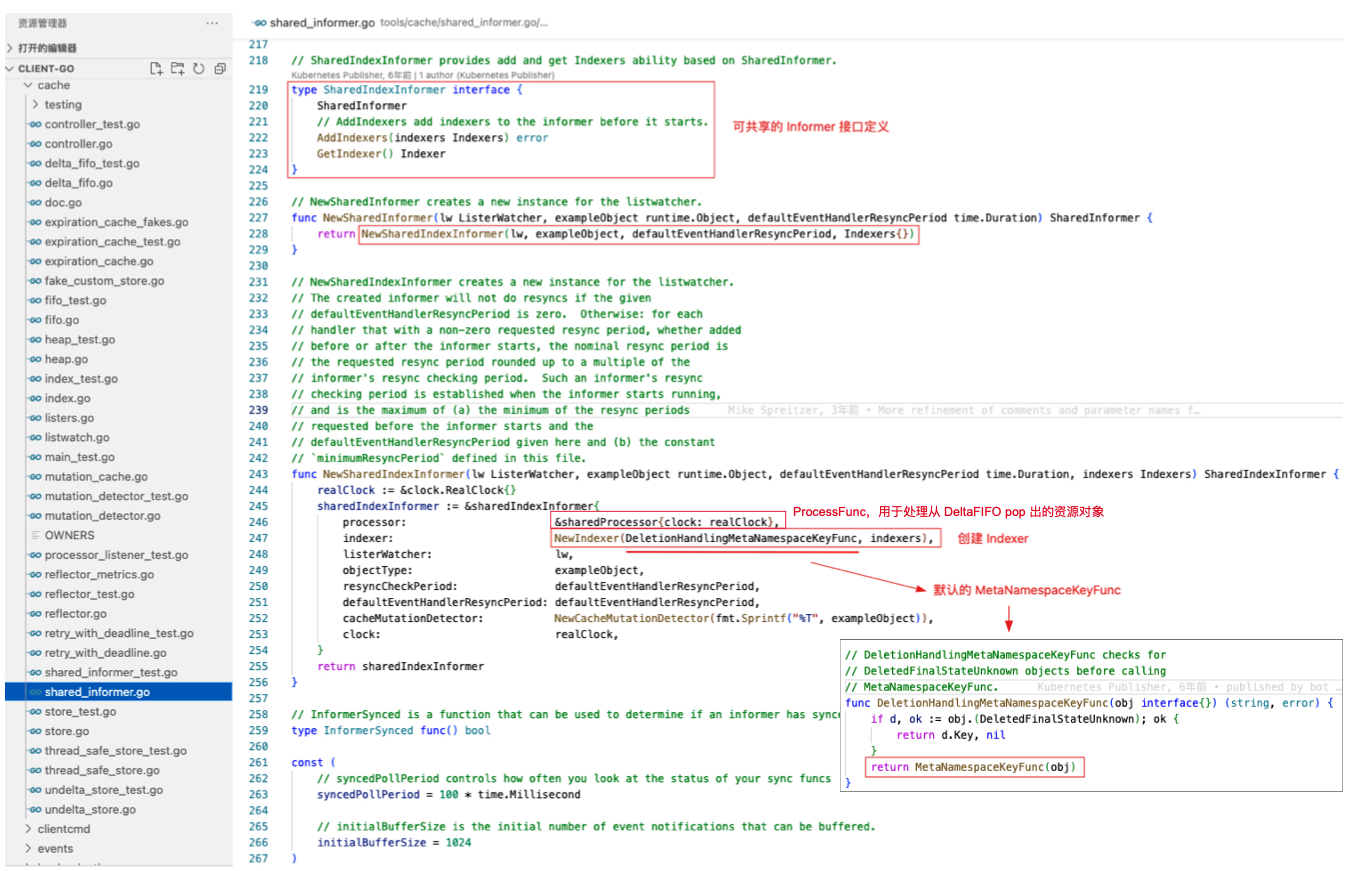 资源管理器
···
打开的编辑器
CLIENT-GO
cache
testing
controller_test.go
controller.go
delta_fifo_test.go
delta_fifo.go
doc.go
expiration_cache_fakes.go
expiration_cache_test.go
expiration_cache.go
fake_custom_store.go
fifo_test.go
fifo.go
heap_test.go
heap.go
index_test.go
index.go
listers.go
listwatch.go
main_test.go
mutation_cache.go
mutation_detector_test.go
mutation_detector.go
OWNERS
processor_listener_test.go
reflector_metrics.go
reflector_test.go
reflector.go
retry_with_deadline_test.go
retry_with_deadline.go
shared_informer_test.go
shared_informer.go
store_test.go
store.go
thread_safe_store_test.go
thread_safe_store.go
undelta_store_test.go
undelta_store.go
clientcmd
events
shared_informer.go tools/cache/shared_informer.go/...
217
218 // SharedIndexInformer provides add and get Indexers ability based on SharedInformer.
Kubernetes Publisher, 6年前 | 1 author (Kubernetes Publisher)
219 type SharedIndexInformer interface {
220 SharedInformer
221 // AddIndexers add indexers to the informer before it starts.
222 AddIndexers(indexers Indexers) error
223 GetIndexer() Indexer
224 }
可共享的 Informer 接口定义
225
226 // NewSharedInformer creates a new instance for the listwatcher.
227 func NewSharedInformer(lw ListerWatcher, exampleObject runtime.Object, defaultEventHandlerResyncPeriod time.Duration) SharedInformer {
228 return NewSharedIndexInformer(lw, exampleObject, defaultEventHandlerResyncPeriod, Indexers{})
229 }
230
231 // NewSharedIndexInformer creates a new instance for the listwatcher.
232 // The created informer will not do resyncs if the given
233 // defaultEventHandlerResyncPeriod is zero. Otherwise: for each
234 // handler that with a non-zero requested resync period, whether added
235 // before or after the informer starts, the nominal resync period is
236 // the requested resync period rounded up to a multiple of the
237 // informer's resync checking period. Such an informer's resync
238 // checking period is established when the informer starts running,
239 // and is the maximum of (a) the minimum of the resync periods Mike Spreitzer, 3年前 • More refinement of comments and parameter names f…
240 // requested before the informer starts and the
241 // defaultEventHandlerResyncPeriod given here and (b) the constant
242 // `minimumResyncPeriod` defined in this file.
243 func NewSharedIndexInformer(lw ListerWatcher, exampleObject runtime.Object, defaultEventHandlerResyncPeriod time.Duration, indexers Indexers) SharedIndexInformer {
244 realClock := &clock.RealClock{}
245 sharedIndexInformer := &sharedIndexInformer{
246 processor: &sharedProcessor{clock: realClock},
ProcessFunc，用于处理从 DeltaFIFO pop 出的资源对象
247 indexer: NewIndexer(DeletionHandlingMetaNamespaceKeyFunc, indexers),
创建 Indexer
248 listerWatcher: lw,
249 objectType: exampleObject,
250 resyncCheckPeriod: defaultEventHandlerResyncPeriod,
默认的 MetaNamespaceKeyFunc
251 defaultEventHandlerResyncPeriod: defaultEventHandlerResyncPeriod,
252 cacheMutationDetector: NewCacheMutationDetector(fmt.Sprintf("%T", exampleObject)),
253 clock: realClock,
254 }
255 return sharedIndexInformer
256 }
257
258 // InformerSynced is a function that can be used to determine if an informer has sync
259 type InformerSynced func() bool
260
261 const (
262 // syncedPollPeriod controls how often you look at the status of your sync funcs
263 syncedPollPeriod = 100 * time.Millisecond
264
265 // initialBufferSize is the initial number of event notifications that can be buffered.
266 initialBufferSize = 1024
267 )
// DeletionHandlingMetaNamespaceKeyFunc checks for
// DeletedFinalStateUnknown objects before calling
// MetaNamespaceKeyFunc. Kubernetes Publisher, 6年前 • published by bot …
func DeletionHandlingMetaNamespaceKeyFunc(obj interface{}) (string, error) {
if d, ok := obj.(DeletedFinalStateUnknown); ok {
return d.Key, nil
}
return MetaNamespaceKeyFunc(obj)
}